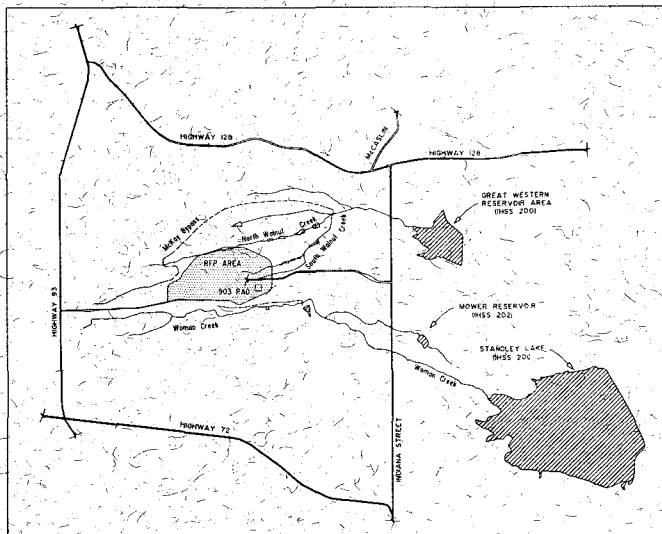 HIGHWAY 128
McCASLIN
HIGHWAY 128
GREAT WESTERN
RESERVOIR AREA
(IHSS 200)
McKay Bypass
North Walnut Creek
South Walnut Creek
RFP AREA
903 PAD
HIGHWAY 93
Woman Creek
MOWER RESERVOIR
(IHSS 202)
STANDLEY LAKE
Woman Creek
HIGHWAY 72
INDIANA STREET